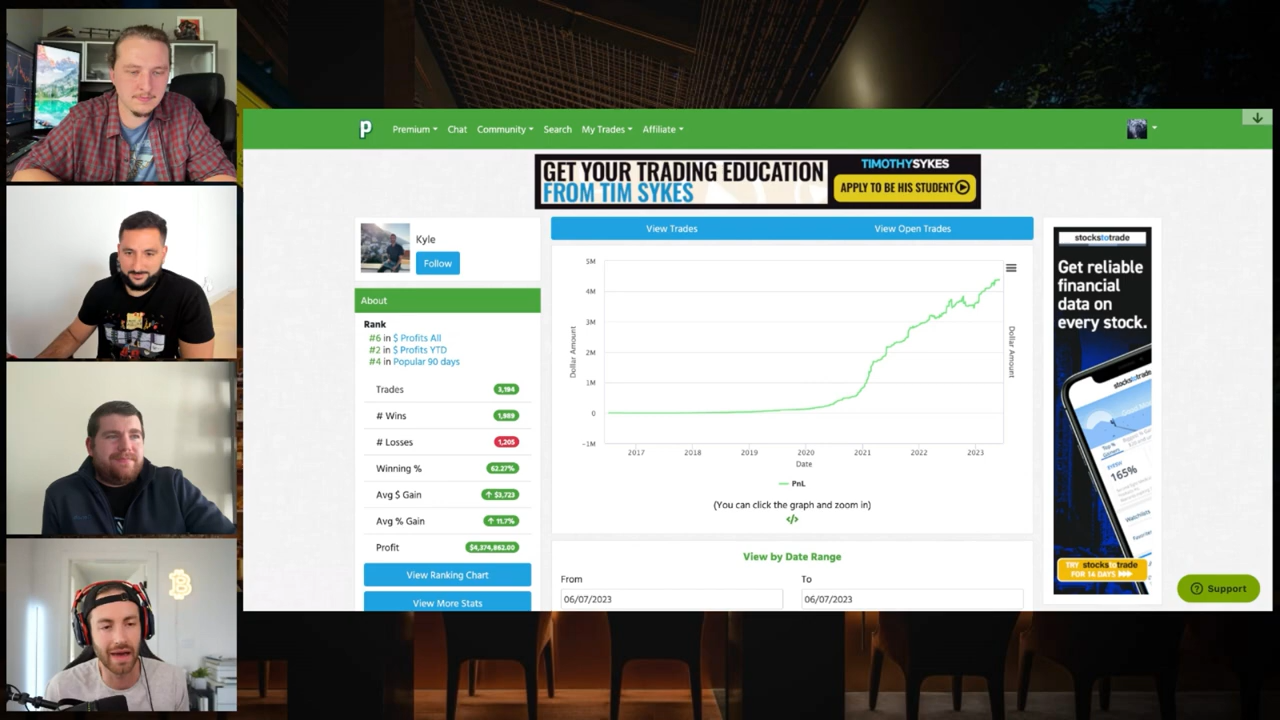 P
Premium
Chat
Community
Search
My Trades
Affiliate
GET YOUR TRADING EDUCATION
FROM TIM SYKES
TIMOTHYSYKES
APPLY TO BE HIS STUDENT
Kyle
Follow
About
Rank
#6 in $ Profits All
#2 in $ Profits YTD
#4 in Popular 90 days
Trades 3,194
# Wins 1,989
# Losses 1,205
Winning % 62.27%
Avg $ Gain $3,723
Avg % Gain 11.7%
Profit $4,374,862.00
View Ranking Chart
View More Stats
View Trades
View Open Trades
5M
4M
3M
2M
1M
0
-1M
Dollar Amount
Dollar Amount
2017 2018 2019 2020 2021 2022 2023
Date
PnL
(You can click the graph and zoom in)
</>
View by Date Range
From
To
06/07/2023
06/07/2023
stockstotrade
Get reliable
financial
data on
every stock.
stockstotrade
165%
Watchlists
TRY stockstotrade
FOR 14 DAYS
Support